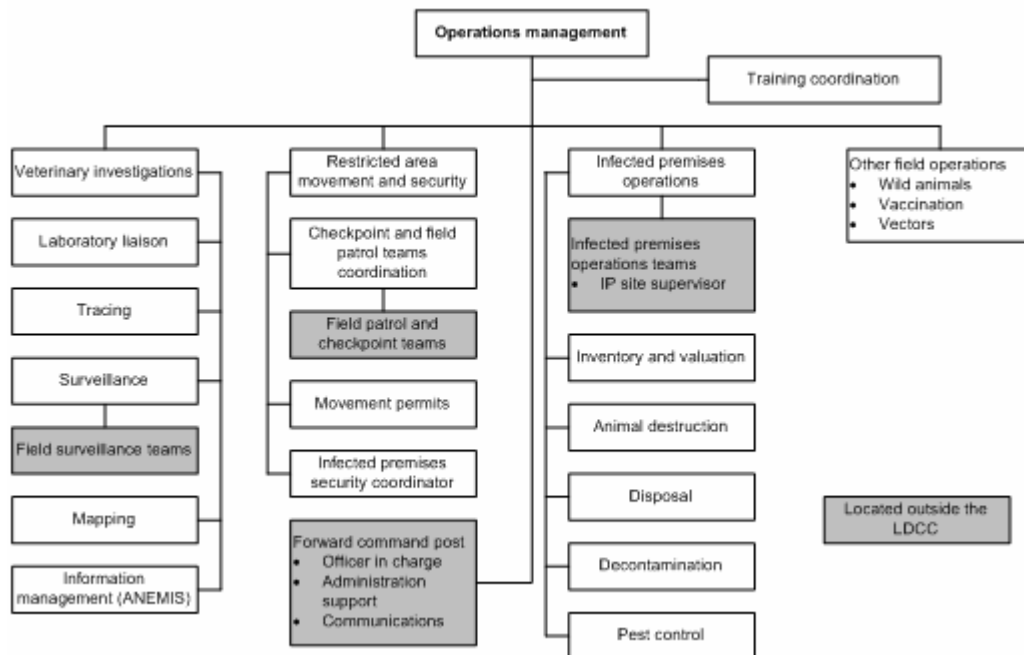 Operations management
Training coordination
Veterinary investigations
Laboratory liaison
Tracing
Surveillance
Field surveillance teams
Mapping
Information
management (ANEMIS)
Restricted area
movement and security
Checkpoint and field
patrol teams
coordination
Field patrol and
checkpoint teams
Movement permits
Infected premises
security coordinator
Forward command post
• Officer in charge
• Administration
support
• Communications
Infected premises
operations
Infected premises
operations teams
• IP site supervisor
Inventory and valuation
Animal destruction
Disposal
Decontamination
Pest control
Other field operations
• Wild animals
• Vaccination
• Vectors
Located outside the
LDCC